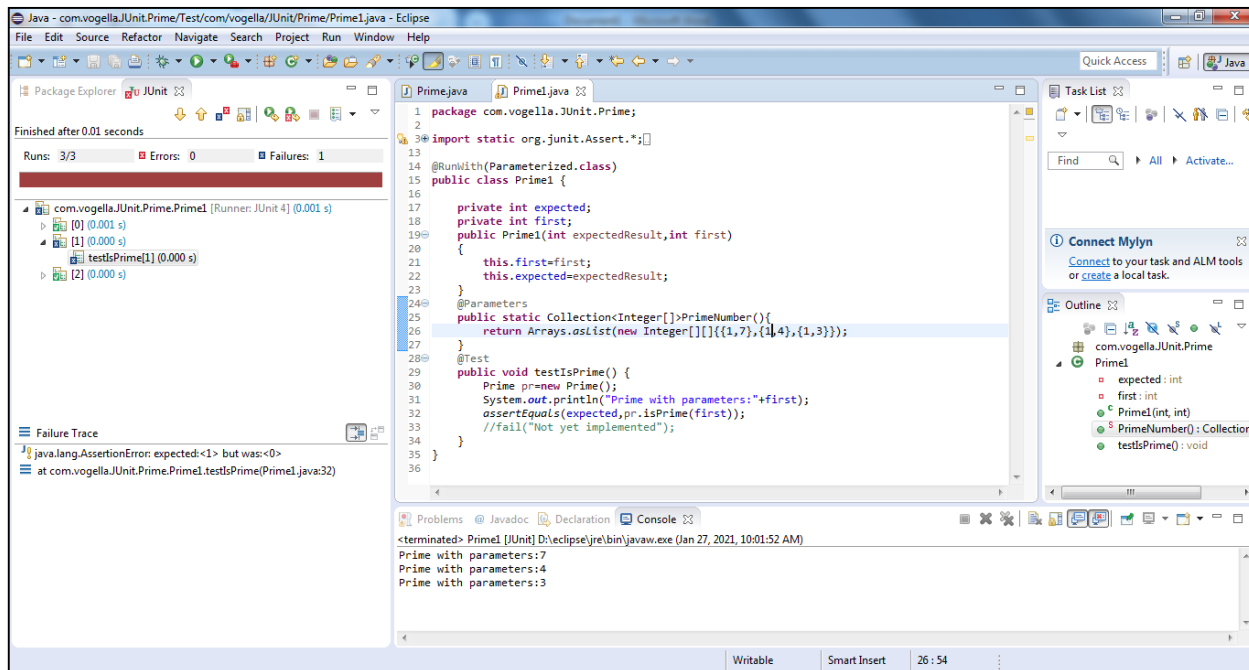 Java - com.vogella.JUnit.Prime/Test/com/vogella/JUnit/Prime/Prime1.java - Eclipse
File Edit Source Refactor Navigate Search Project Run Window Help
Quick Access
Java
Package Explorer
JUnit
Finished after 0.01 seconds
Runs: 3/3
Errors: 0
Failures: 1
com.vogella.JUnit.Prime.Prime1 [Runner: JUnit 4] (0.001 s)
[0] (0.001 s)
[1] (0.000 s)
testIsPrime[1] (0.000 s)
[2] (0.000 s)
Failure Trace
java.lang.AssertionError: expected:<1> but was:<0>
at com.vogella.JUnit.Prime.Prime1.testIsPrime(Prime1.java:32)
Prime.java
Prime1.java
1 package com.vogella.JUnit.Prime;
2
3 import static org.junit.Assert.*;
13
14 @RunWith(Parameterized.class)
15 public class Prime1 {
16
17 private int expected;
18 private int first;
19 public Prime1(int expectedResult,int first)
20 {
21 this.first=first;
22 this.expected=expectedResult;
23 }
24 @Parameters
25 public static Collection<Integer[]>PrimeNumber(){
26 return Arrays.asList(new Integer[][]{{1,7},{1,4},{1,3}});
27 }
28 @Test
29 public void testIsPrime() {
30 Prime pr=new Prime();
31 System.out.println("Prime with parameters:"+first);
32 assertEquals(expected,pr.isPrime(first));
33 //fail("Not yet implemented");
34 }
35 }
36
Task List
Find
All
Activate...
Connect Mylyn
Connect to your task and ALM tools
or create a local task.
Outline
com.vogella.JUnit.Prime
Prime1
expected : int
first : int
Prime1(int, int)
PrimeNumber() : Collection
testIsPrime() : void
Problems
@ Javadoc
Declaration
Console
<terminated> Prime1 [JUnit] D:\eclipse\jre\bin\javaw.exe (Jan 27, 2021, 10:01:52 AM)
Prime with parameters:7
Prime with parameters:4
Prime with parameters:3
Writable
Smart Insert
26 : 54